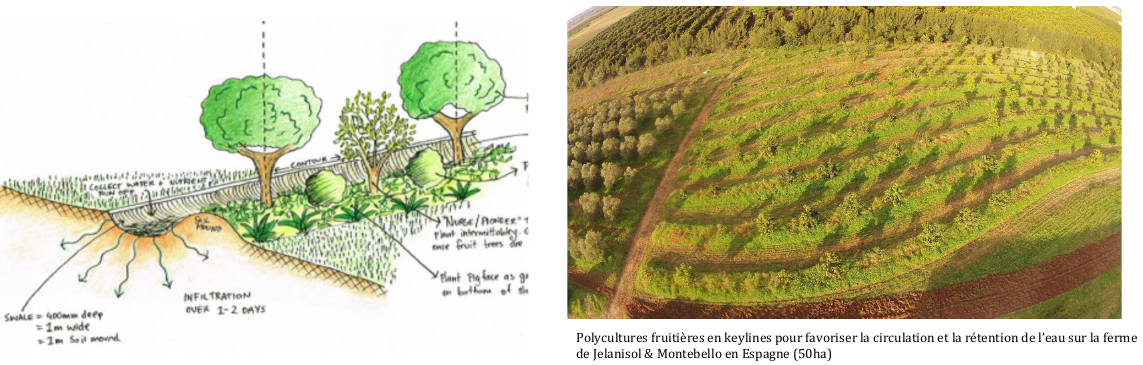 CONTOUR
COLLECT WATER + NUTRIENT
RUN OFF.
SOIL
MOUND
"NURSE/PIONEER"
Plant intermittabley.
once fruit trees are
Plant Pigface as
on bottom of
SWALE = 400mm deep
= 1m wide
= 1m Soil mound.
INFILTRATION
OVER 1-2 DAYS
Polycultures fruitières en keylines pour favoriser la circulation et la rétention de l'eau sur la ferme
de Jelanisol & Montebello en Espagne (50ha)